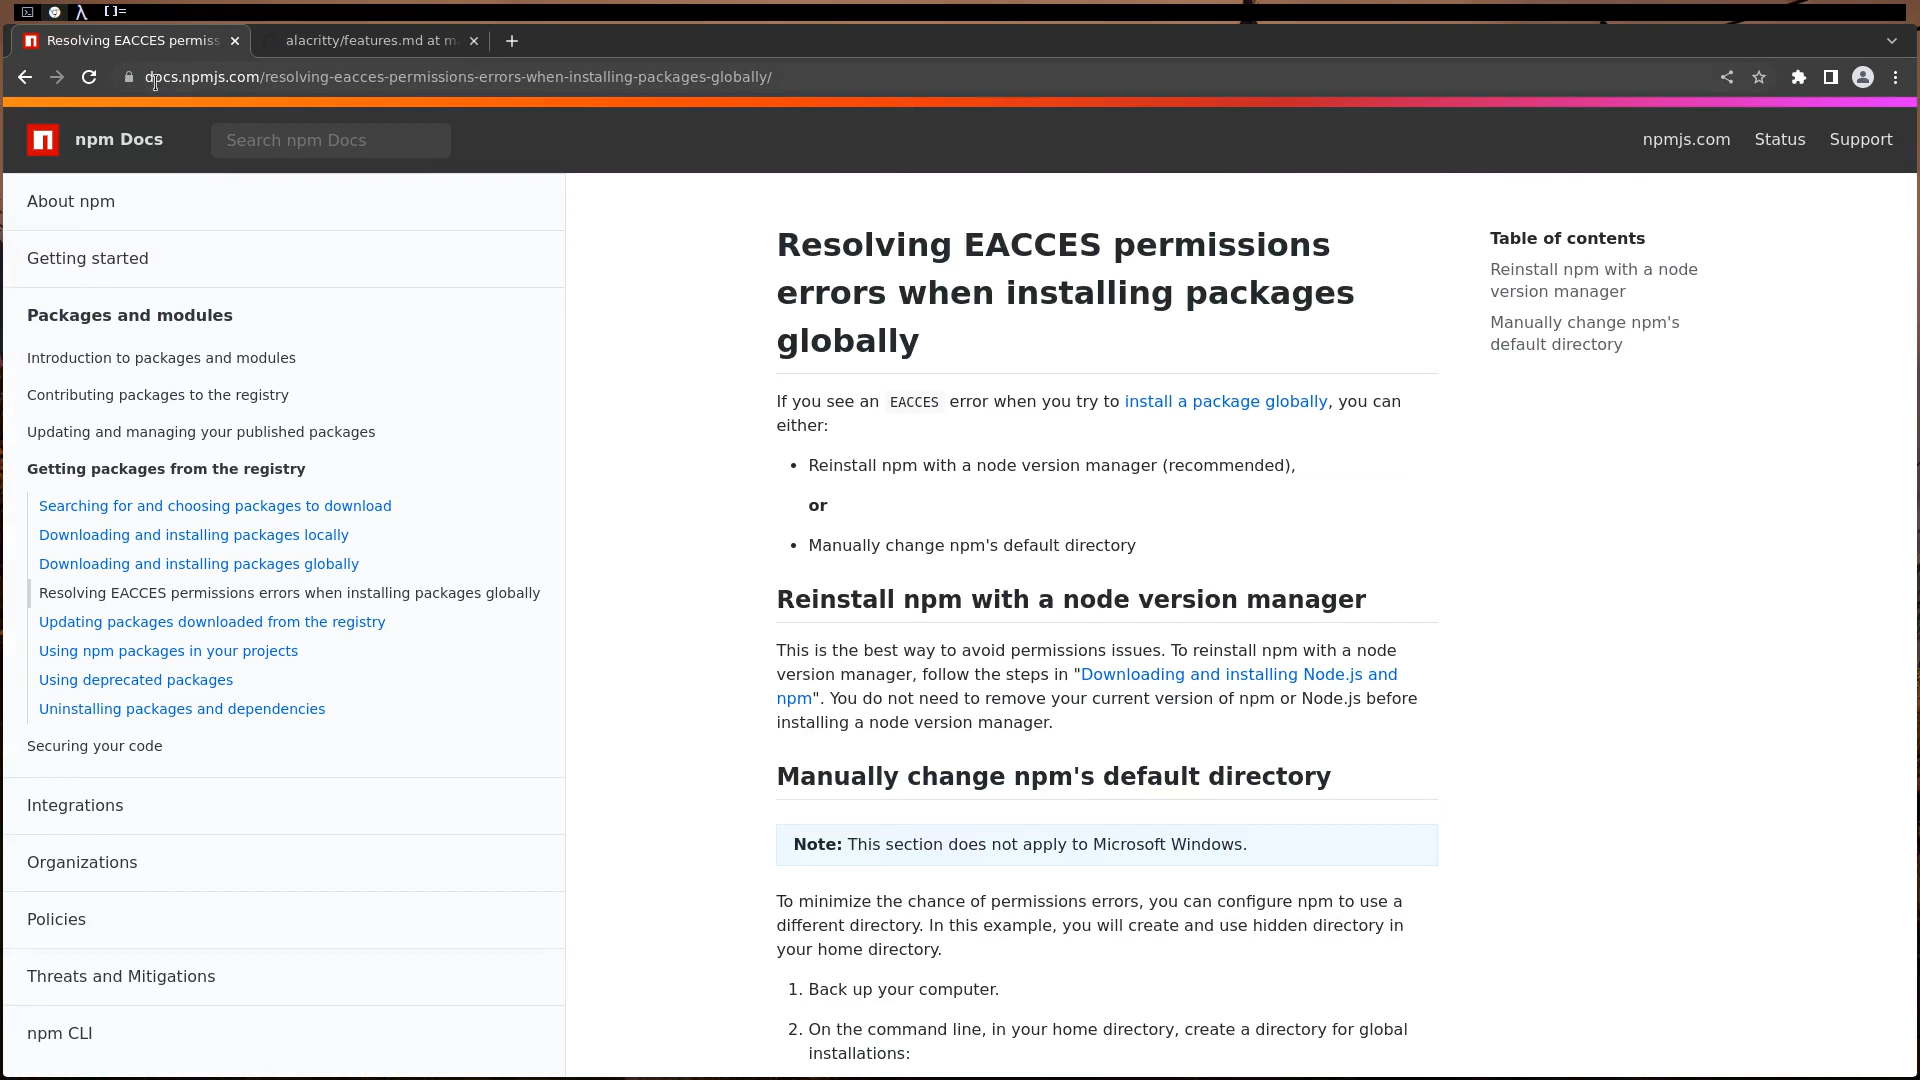 []=
Resolving EACCES permiss
alacritty/features.md at m
docs.npmjs.com/resolving-eacces-permissions-errors-when-installing-packages-globally/
npm Docs
Search npm Docs
npmjs.com
Status
Support
About npm
Getting started
Packages and modules
Introduction to packages and modules
Contributing packages to the registry
Updating and managing your published packages
Getting packages from the registry
Searching for and choosing packages to download
Downloading and installing packages locally
Downloading and installing packages globally
Resolving EACCES permissions errors when installing packages globally
Updating packages downloaded from the registry
Using npm packages in your projects
Using deprecated packages
Uninstalling packages and dependencies
Securing your code
Integrations
Organizations
Policies
Threats and Mitigations
npm CLI
Resolving EACCES permissions
errors when installing packages
globally
If you see an EACCES error when you try to install a package globally, you can
either:
• Reinstall npm with a node version manager (recommended),
or
• Manually change npm's default directory
Reinstall npm with a node version manager
This is the best way to avoid permissions issues. To reinstall npm with a node
version manager, follow the steps in "Downloading and installing Node.js and
npm". You do not need to remove your current version of npm or Node.js before
installing a node version manager.
Manually change npm's default directory
Note: This section does not apply to Microsoft Windows.
To minimize the chance of permissions errors, you can configure npm to use a
different directory. In this example, you will create and use hidden directory in
your home directory.
1. Back up your computer.
2. On the command line, in your home directory, create a directory for global
installations:
Table of contents
Reinstall npm with a node
version manager
Manually change npm's
default directory